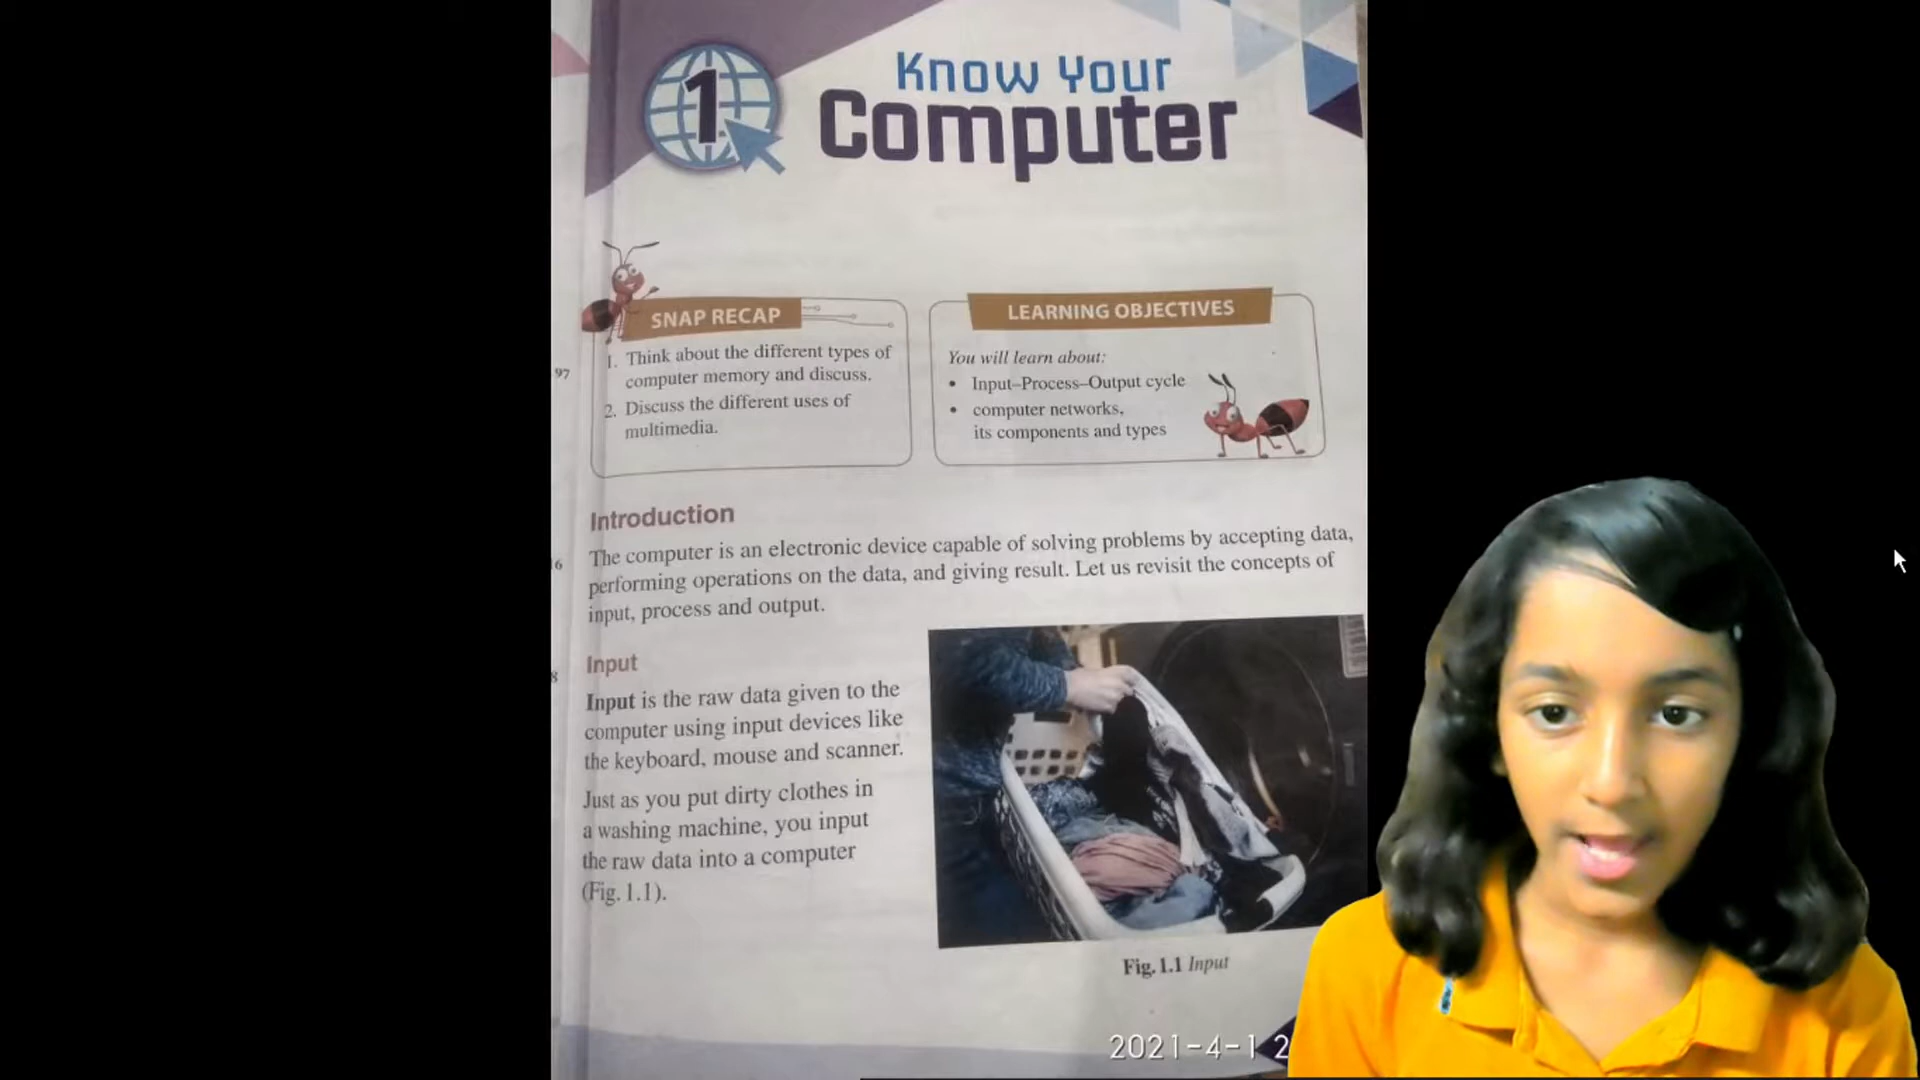 1
Know Your
Computer
SNAP RECAP
1. Think about the different types of
computer memory and discuss.
2. Discuss the different uses of
multimedia.
LEARNING OBJECTIVES
You will learn about:
• Input–Process–Output cycle
• computer networks,
its components and types
97
Introduction
6
The computer is an electronic device capable of solving problems by accepting data,
performing operations on the data, and giving result. Let us revisit the concepts of
input, process and output.
Input
8
Input is the raw data given to the
computer using input devices like
the keyboard, mouse and scanner.
Just as you put dirty clothes in
a washing machine, you input
the raw data into a computer
(Fig. 1.1).
Fig. 1.1 Input
2021-4-1 2